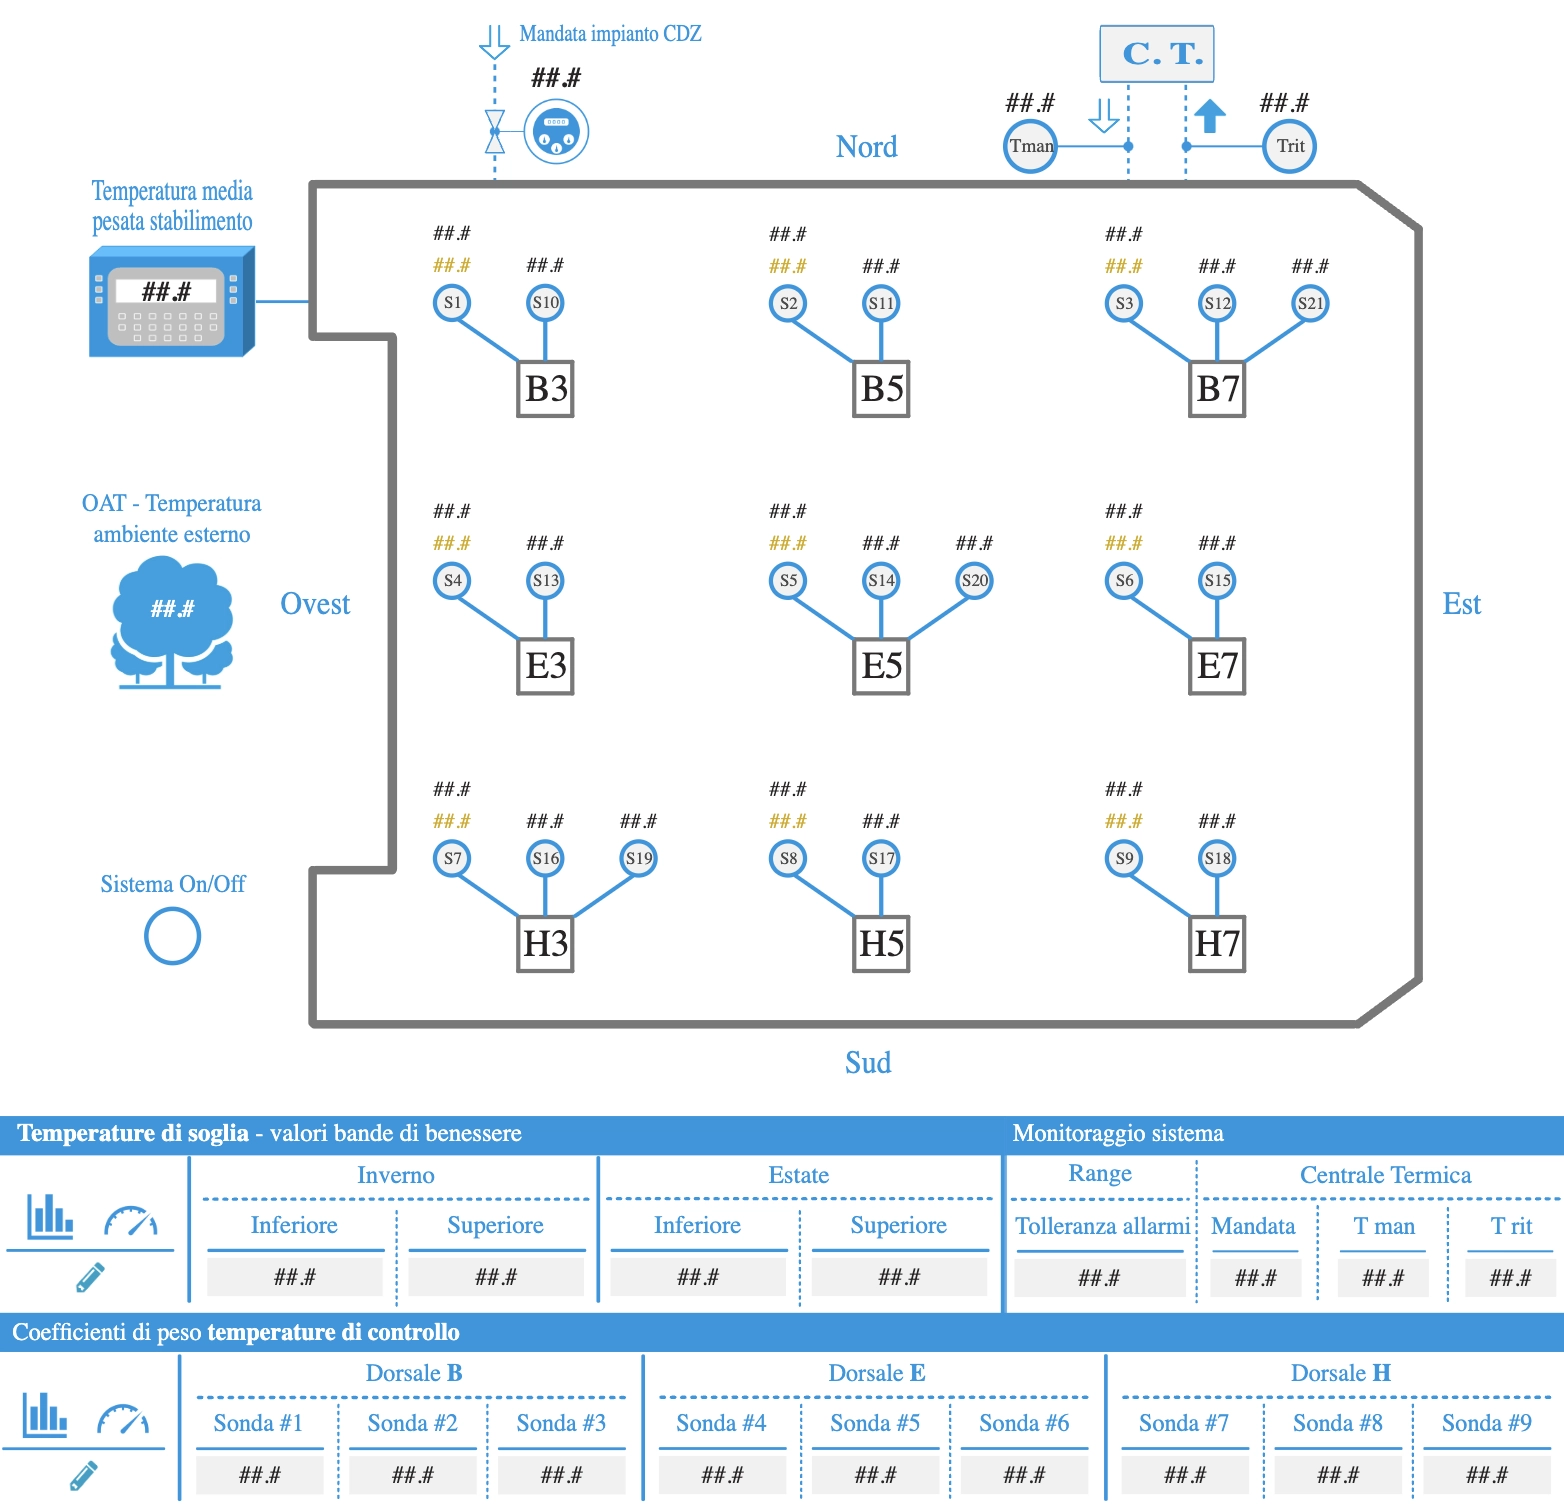 Mandata impianto CDZ
##.#
0000
C. T.
##.#
##.#
Tman
Trit
Nord
Temperatura media
pesata stabilimento
##.#
##.#
##.#
##.#
##.# ##.# ##.# ##.# ##.# ##.# ##.#
S1 S10 S2 S11 S3 S12 S21
B3 B5 B7
OAT - Temperatura
ambiente esterno
##.#
Ovest
Est
##.# ##.# ##.#
##.# ##.# ##.# ##.# ##.# ##.# ##.#
S4 S13 S5 S14 S20 S6 S15
E3 E5 E7
##.# ##.# ##.#
##.# ##.# ##.# ##.# ##.# ##.# ##.#
S7 S16 S19 S8 S17 S9 S18
H3 H5 H7
Sistema On/Off
Sud
Temperature di soglia - valori bande di benessere
Monitoraggio sistema
Inverno Estate Range Centrale Termica
Inferiore Superiore Inferiore Superiore Tolleranza allarmi Mandata T man T rit
##.# ##.# ##.# ##.# ##.# ##.# ##.# ##.#
Coefficienti di peso temperature di controllo
Dorsale B Dorsale E Dorsale H
Sonda #1 Sonda #2 Sonda #3 Sonda #4 Sonda #5 Sonda #6 Sonda #7 Sonda #8 Sonda #9
##.# ##.# ##.# ##.# ##.# ##.# ##.# ##.# ##.#